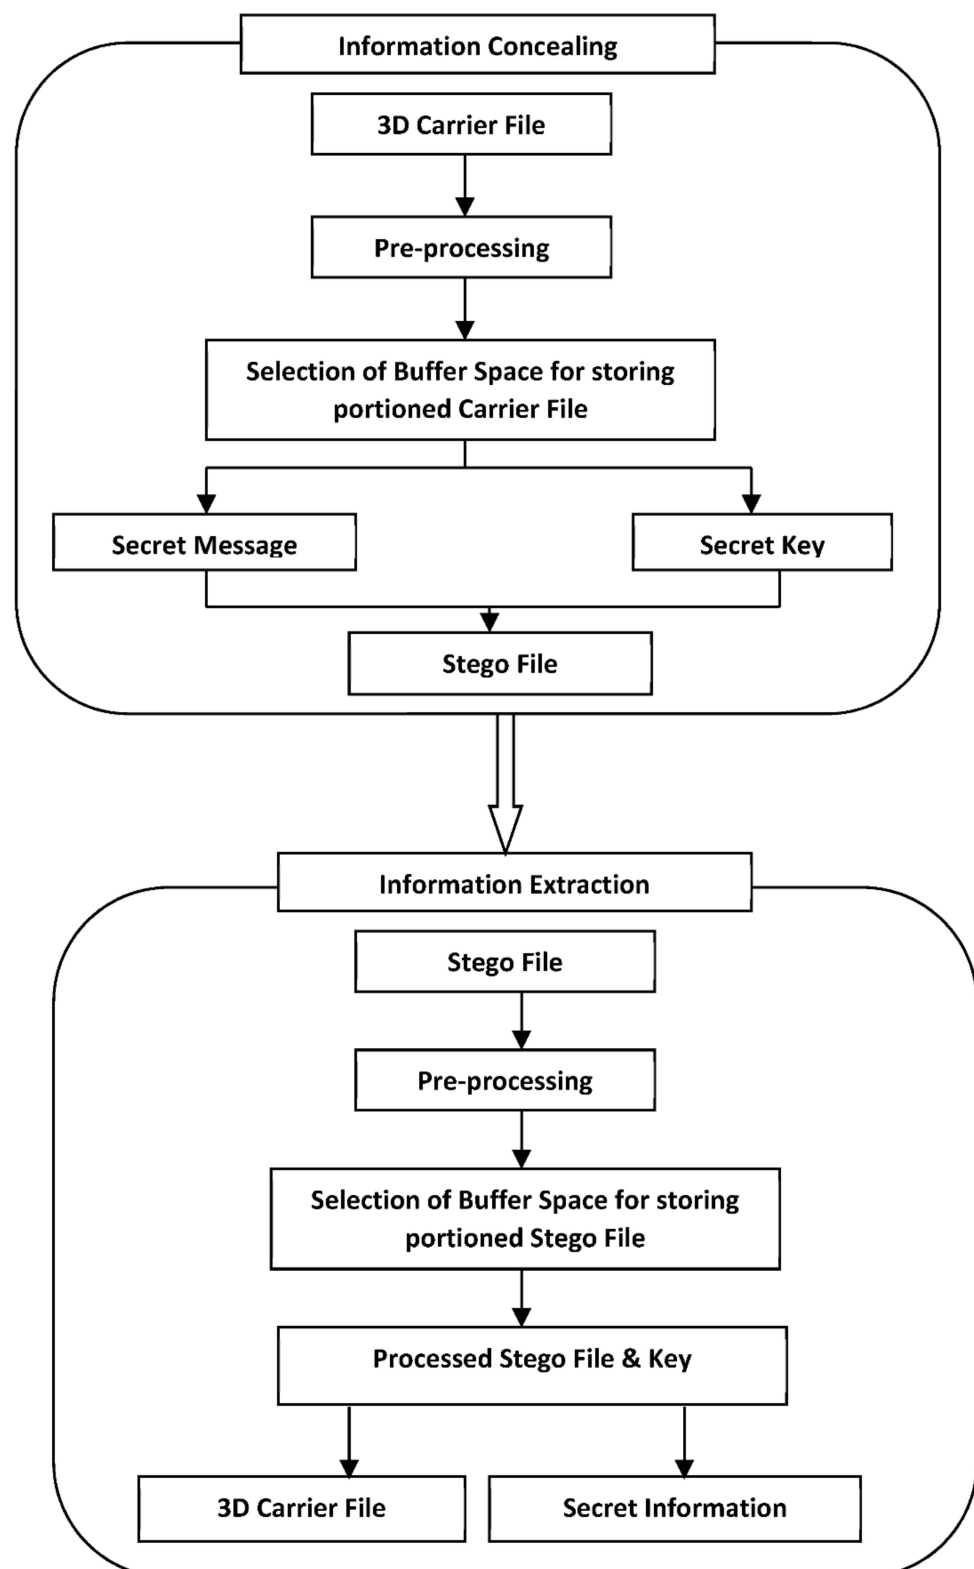 Information Concealing
3D Carrier File
Pre-processing
Selection of Buffer Space for storing
portioned Carrier File
Secret Message
Secret Key
Stego File
Information Extraction
Stego File
Pre-processing
Selection of Buffer Space for storing
portioned Stego File
Processed Stego File & Key
3D Carrier File
Secret Information